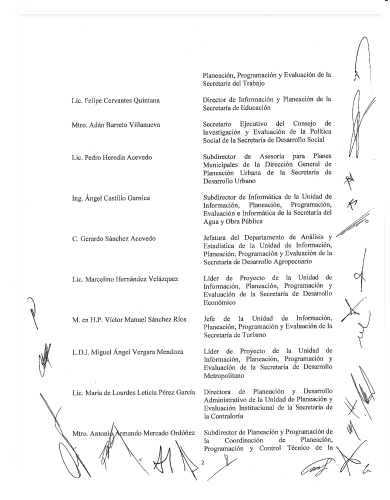 Planeación, Programación y Evaluación de la
Secretaría del Trabajo
Lic. Felipe Cervantes Quintana
Director de Información y Planeación de la
Secretaría de Educación
Mtro. Adán Barreto Villanueva
Secretario Ejecutivo del Consejo de
Investigación y Evaluación de la Política
Social de la Secretaría de Desarrollo Social
Lic. Pedro Heredia Acevedo
Subdirector de Asesoría para Planes
Municipales de la Dirección General de
Planeación Urbana de la Secretaría de
Desarrollo Urbano
Ing. Ángel Castillo Garnica
Subdirector de Informática de la Unidad de
Información, Planeación, Programación,
Evaluación e Informática de la Secretaría del
Agua y Obra Pública
C. Gerardo Sánchez Acevedo
Jefatura del Departamento de Análisis y
Estadística de la Unidad de Información,
Planeación, Programación y Evaluación de la
Secretaría de Desarrollo Agropecuario
Lic. Marcelino Hernández Velázquez
Líder de Proyecto de la Unidad de
Información, Planeación, Programación y
Evaluación de la Secretaría de Desarrollo
Económico
M. en H.P. Víctor Manuel Sánchez Ríos
Jefe de la Unidad de Información,
Planeación, Programación y Evaluación de la
Secretaría de Turismo
L.D.I. Miguel Ángel Vergara Mendoza
Líder de Proyecto de la Unidad de
Información, Planeación, Programación y
Evaluación de la Secretaría de Desarrollo
Metropolitano
Lic. María de Lourdes Leticia Pérez García
Directora de Planeación y Desarrollo
Administrativo de la Unidad de Planeación y
Evaluación Institucional de la Secretaría de
la Contraloría
Mtro. Antonio Armando Mercado Ordóñez
Subdirector de Planeación y Programación de
la Coordinación de Planeación,
Programación y Control Técnico de la
2